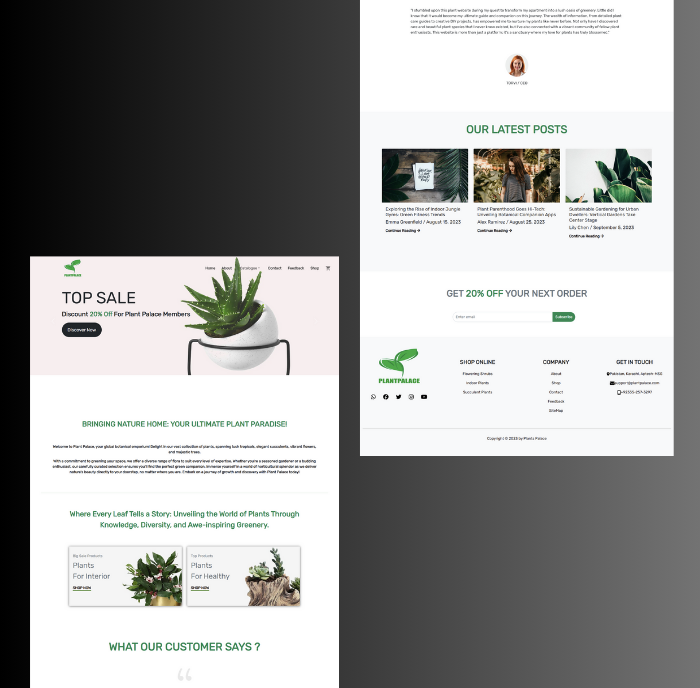 PLANTPALACE
Home
About
Catalogue
Contact
Feedback
Shop
TOP SALE
Discount 20% Off For Plant Palace Members
Discover Now
BRINGING NATURE HOME: YOUR ULTIMATE PLANT PARADISE!
Welcome to Plant Palace, your global botanical emporium! Delight in our vast collection of plants, spanning lush tropicals, elegant succulents, vibrant flowers,
and majestic trees.
With a commitment to greening your space, we offer a diverse range of flora to suit every level of expertise. Whether you're a seasoned gardener or a budding
enthusiast, our carefully curated selection ensures you'll find the perfect green companion. Immerse yourself in a world of horticultural splendor as we deliver
nature's beauty directly to your doorstep, no matter where you are. Embark on a journey of growth and discovery with Plant Palace today!
Where Every Leaf Tells a Story: Unveiling the World of Plants Through
Knowledge, Diversity, and Awe-inspiring Greenery.
Big Sale Products
Plants
For Interior
SHOP NOW
Top Products
Plants
For Healthy
SHOP NOW
WHAT OUR CUSTOMER SAYS ?
"I stumbled upon this plant website during my quest to transform my apartment into a lush oasis of greenery. Little did I
know that it would become my ultimate guide and companion on this journey. The wealth of information, from detailed plant
care guides to creative DIY projects, has empowered me to nurture my plants like never before. Not only have I discovered
rare and beautiful plant species that I never knew existed, but I've also connected with a vibrant community of fellow plant
enthusiasts. This website is more than just a platform; it's a sanctuary where my love for plants has truly blossomed."
OUR LATEST POSTS
Exploring the Rise of Indoor Jungle
Gyms: Green Fitness Trends
Emma Greenfield / August 15, 2023
Continue Reading →
Plant Parenthood Goes Hi-Tech:
Unveiling Botanical Companion Apps
Alex Ramirez / August 25, 2023
Continue Reading →
Sustainable Gardening for Urban
Dwellers: Vertical Gardens Take
Center Stage
Lily Chen / September 5, 2023
Continue Reading →
GET 20% OFF YOUR NEXT ORDER
Enter email
Subscribe
PLANTPALACE
SHOP ONLINE
Flowering Shrubs
Indoor Plants
Succulent Plants
COMPANY
About
Shop
Contact
Feedback
SiteMap
GET IN TOUCH
Pakistan, Karachi, Aptech-NSG
support@plantpalace.com
Copyright © 2023 by Plants Palace